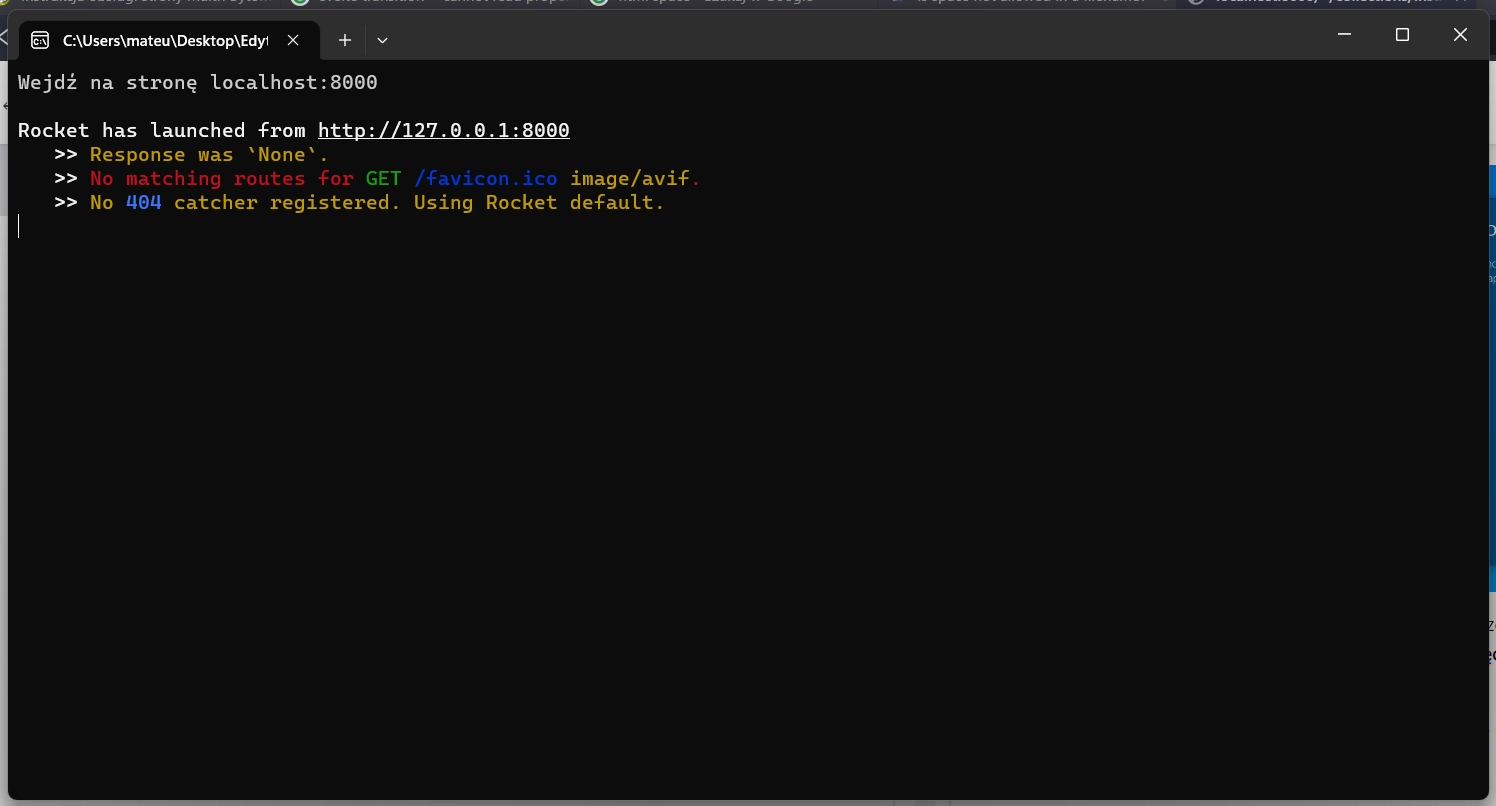 C:\Users\mateu\Desktop\Edyt
Wejdź na stronę localhost:8000
Rocket has launched from http://127.0.0.1:8000
>> Response was `None`.
>> No matching routes for GET /favicon.ico image/avif.
>> No 404 catcher registered. Using Rocket default.